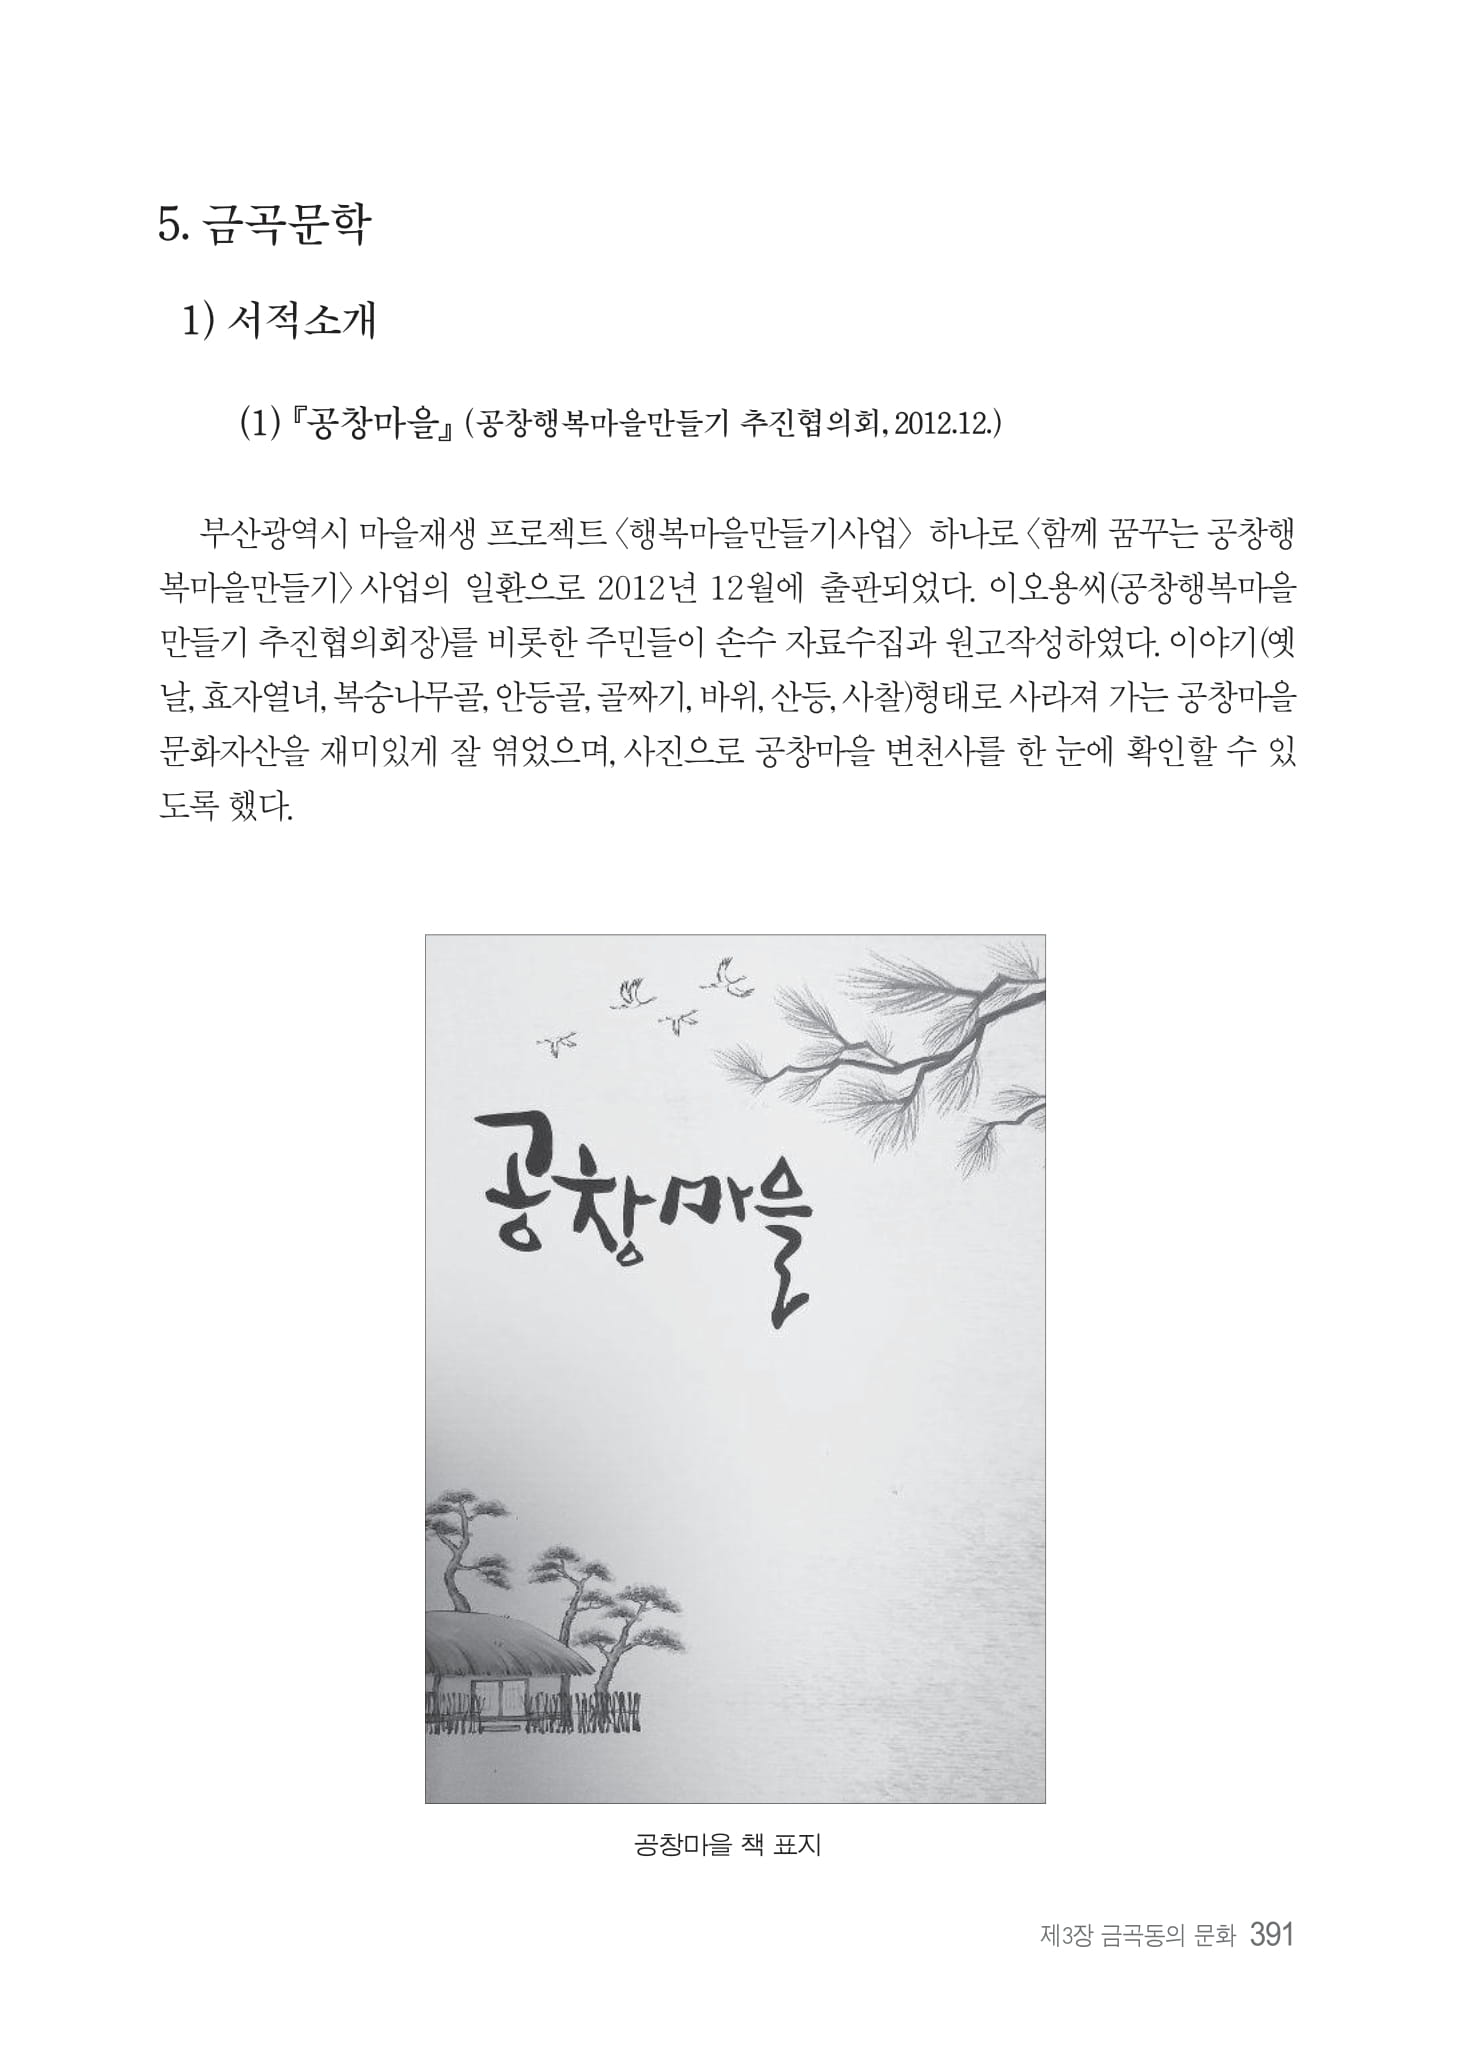 5. 금곡문학
1) 서적소개
(1) 『공창마을』 (공창행복마을만들기 추진협의회, 2012.12.)
부산광역시 마을재생 프로젝트〈행복마을만들기사업〉 하나로〈함께 꿈꾸는 공창행
복마을만들기〉사업의 일환으로 2012년 12월에 출판되었다. 이오용씨(공창행복마을
만들기 추진협의회장)를 비롯한 주민들이 손수 자료수집과 원고작성하였다. 이야기(옛
날, 효자열녀, 복숭나무골, 안등골, 골짜기, 바위, 산등, 사찰)형태로 사라져 가는 공창마을
문화자산을 재미있게 잘 엮었으며, 사진으로 공창마을 변천사를 한 눈에 확인할 수 있
도록 했다.
공창마을
공창마을 책 표지
제3장 금곡동의 문화 391